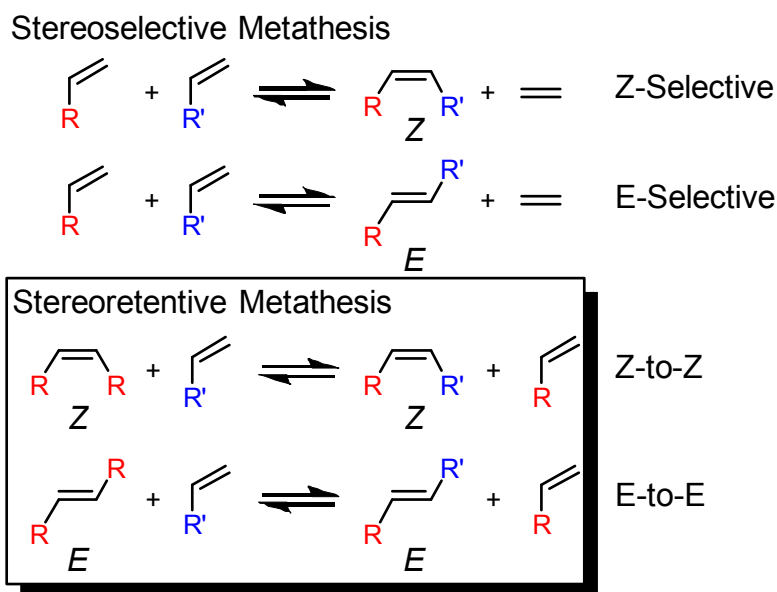 Stereoselective Metathesis
+ + Z-Selective
R R' R R'
Z
R'
+ + E-Selective
R R' R
E
Stereoretentive Metathesis
+ + Z-to-Z
R R R' R R' R
Z Z
R R'
+ + E-to-E
R R' R R
E E